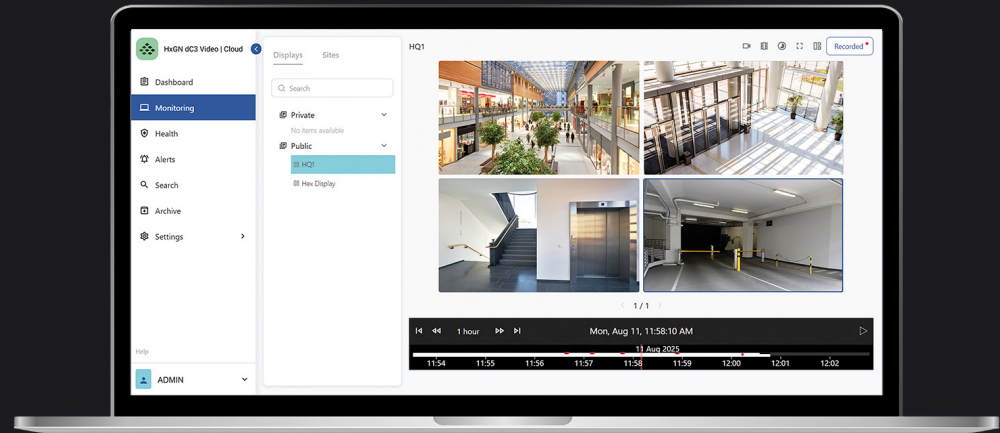 HxGN dC3 Video | Cloud
Dashboard
Monitoring
Health
Alerts
Search
Archive
Settings
Help
ADMIN
Displays Sites
Search
Private
No items available
Public
HQ1
Hex Display
HQ1
Recorded
1 / 1
1 hour
Mon, Aug 11, 11:58:10 AM
11 Aug 2025
11:54 11:55 11:56 11:57 11:58 11:59 12:00 12:01 12:02